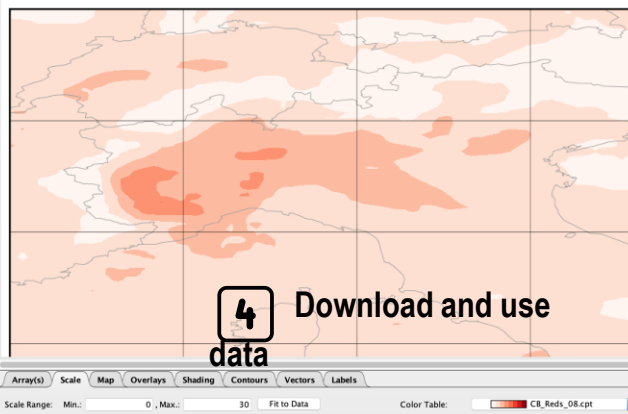 4 Download and use
data
Array(s) Scale Map Overlays Shading Contours Vectors Labels
Scale Range: Min.: 0 , Max.: 30 Fit to Data Color Table: CB_Reds_08.cpt